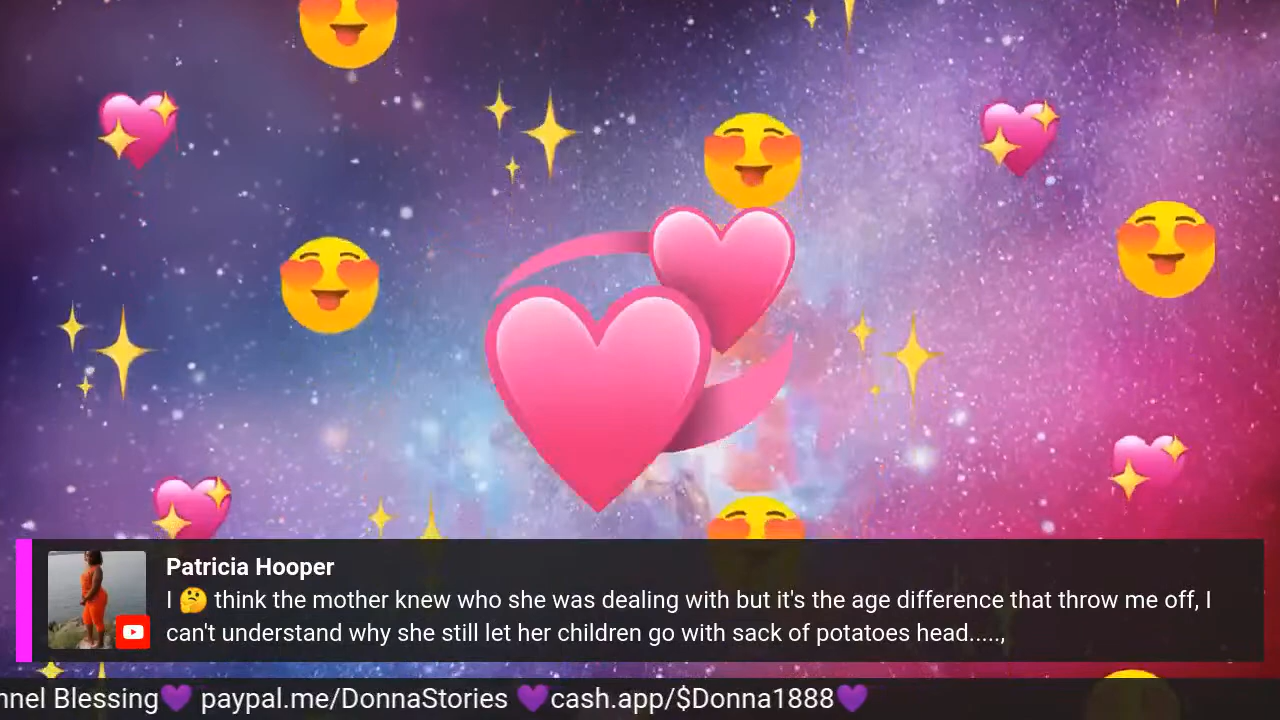 Patricia Hooper
I 🤔 think the mother knew who she was dealing with but it's the age difference that throw me off, I
can't understand why she still let her children go with sack of potatoes head.....,
nnel Blessing💜 paypal.me/DonnaStories 💜cash.app/$Donna1888💜